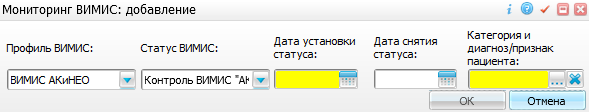 Мониторинг ВИМИС: добавление
Профиль ВИМИС:
Статус ВИМИС:
Дата установки
статуса:
Дата снятия
статуса:
Категория и
диагноз/признак
пациента:
ВИМИС АКиНЕО
Контроль ВИМИС "АК
...
ОК
Отмена